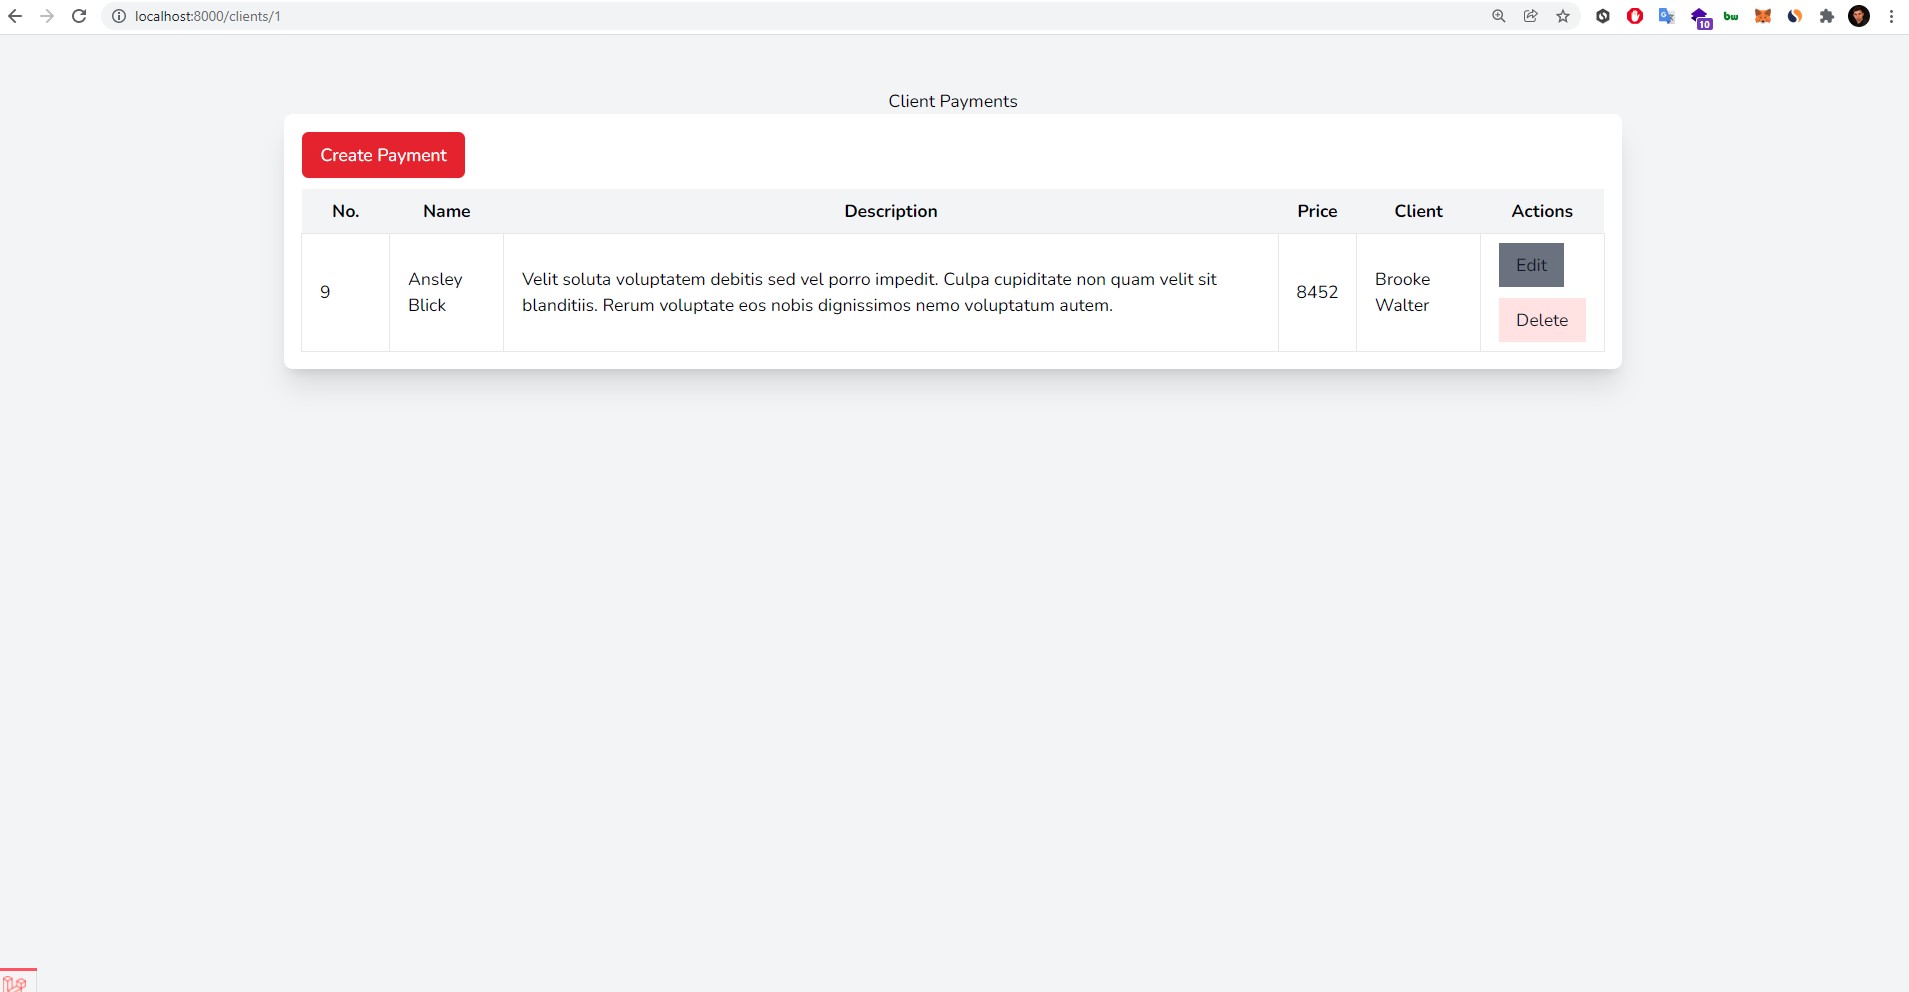 localhost:8000/clients/1
bw
10
Client Payments
Create Payment
No. Name Description Price Client Actions
9
Ansley
Blick
Velit soluta voluptatem debitis sed vel porro impedit. Culpa cupiditate non quam velit sit
blanditiis. Rerum voluptate eos nobis dignissimos nemo voluptatum autem.
8452
Brooke
Walter
Edit
Delete